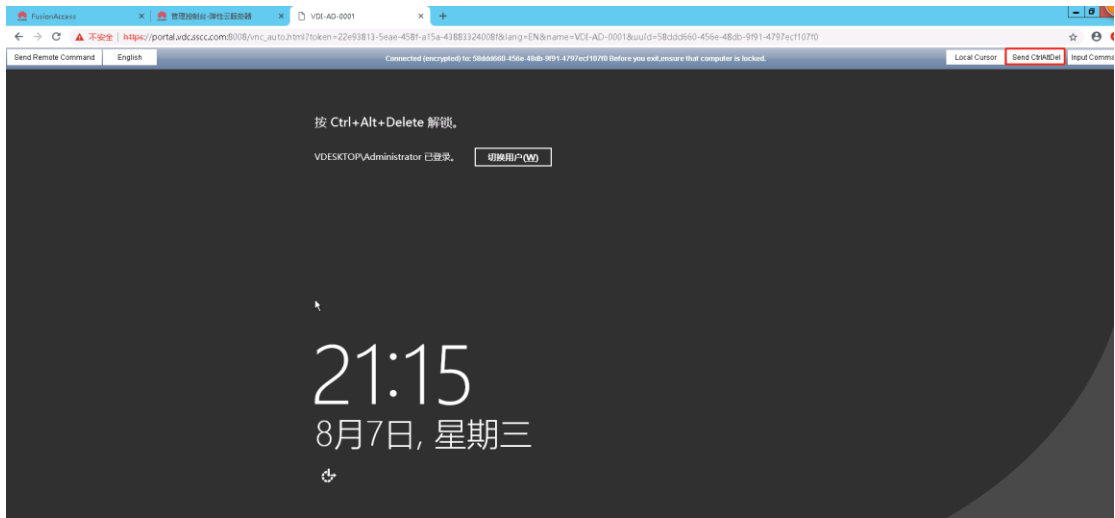 FusionAccess
管理控制台-弹性云服务器
VDI-AD-0001
不安全 | https://portal.vdc.sscc.com:8008/vnc_auto.html?token=22e93813-5eae-458f-a15a-43883324008f&lang=EN&name=VDI-AD-0001&uuId=58ddd660-456e-48db-9f91-4797ecf107f0
Send Remote Command English Connected (encrypted) to: 58ddd660-456e-48db-9f91-4797ecf107f0 Before you exit,ensure that computer is locked. Local Cursor Send CtrlAltDel Input Comma
按 Ctrl+Alt+Delete 解锁。
VDESKTOP\Administrator 已登录。 切换用户(W)
21:15
8月7日, 星期三